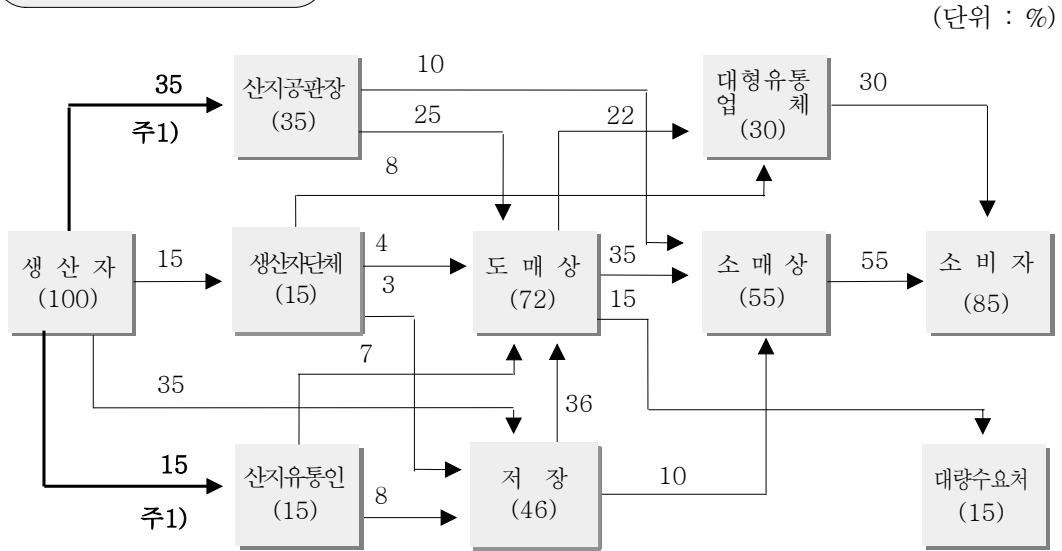 (단위 : %)
35
주1)
산지공판장
(35)
10
25
8
22
대형유통
업 체
(30)
30
생 산 자
(100)
15
생산자단체
(15)
4
3
7
도 매 상
(72)
35
15
소 매 상
(55)
55
소 비 자
(85)
35
36
15
주1)
산지유통인
(15)
8
저 장
(46)
10
대량수요처
(15)